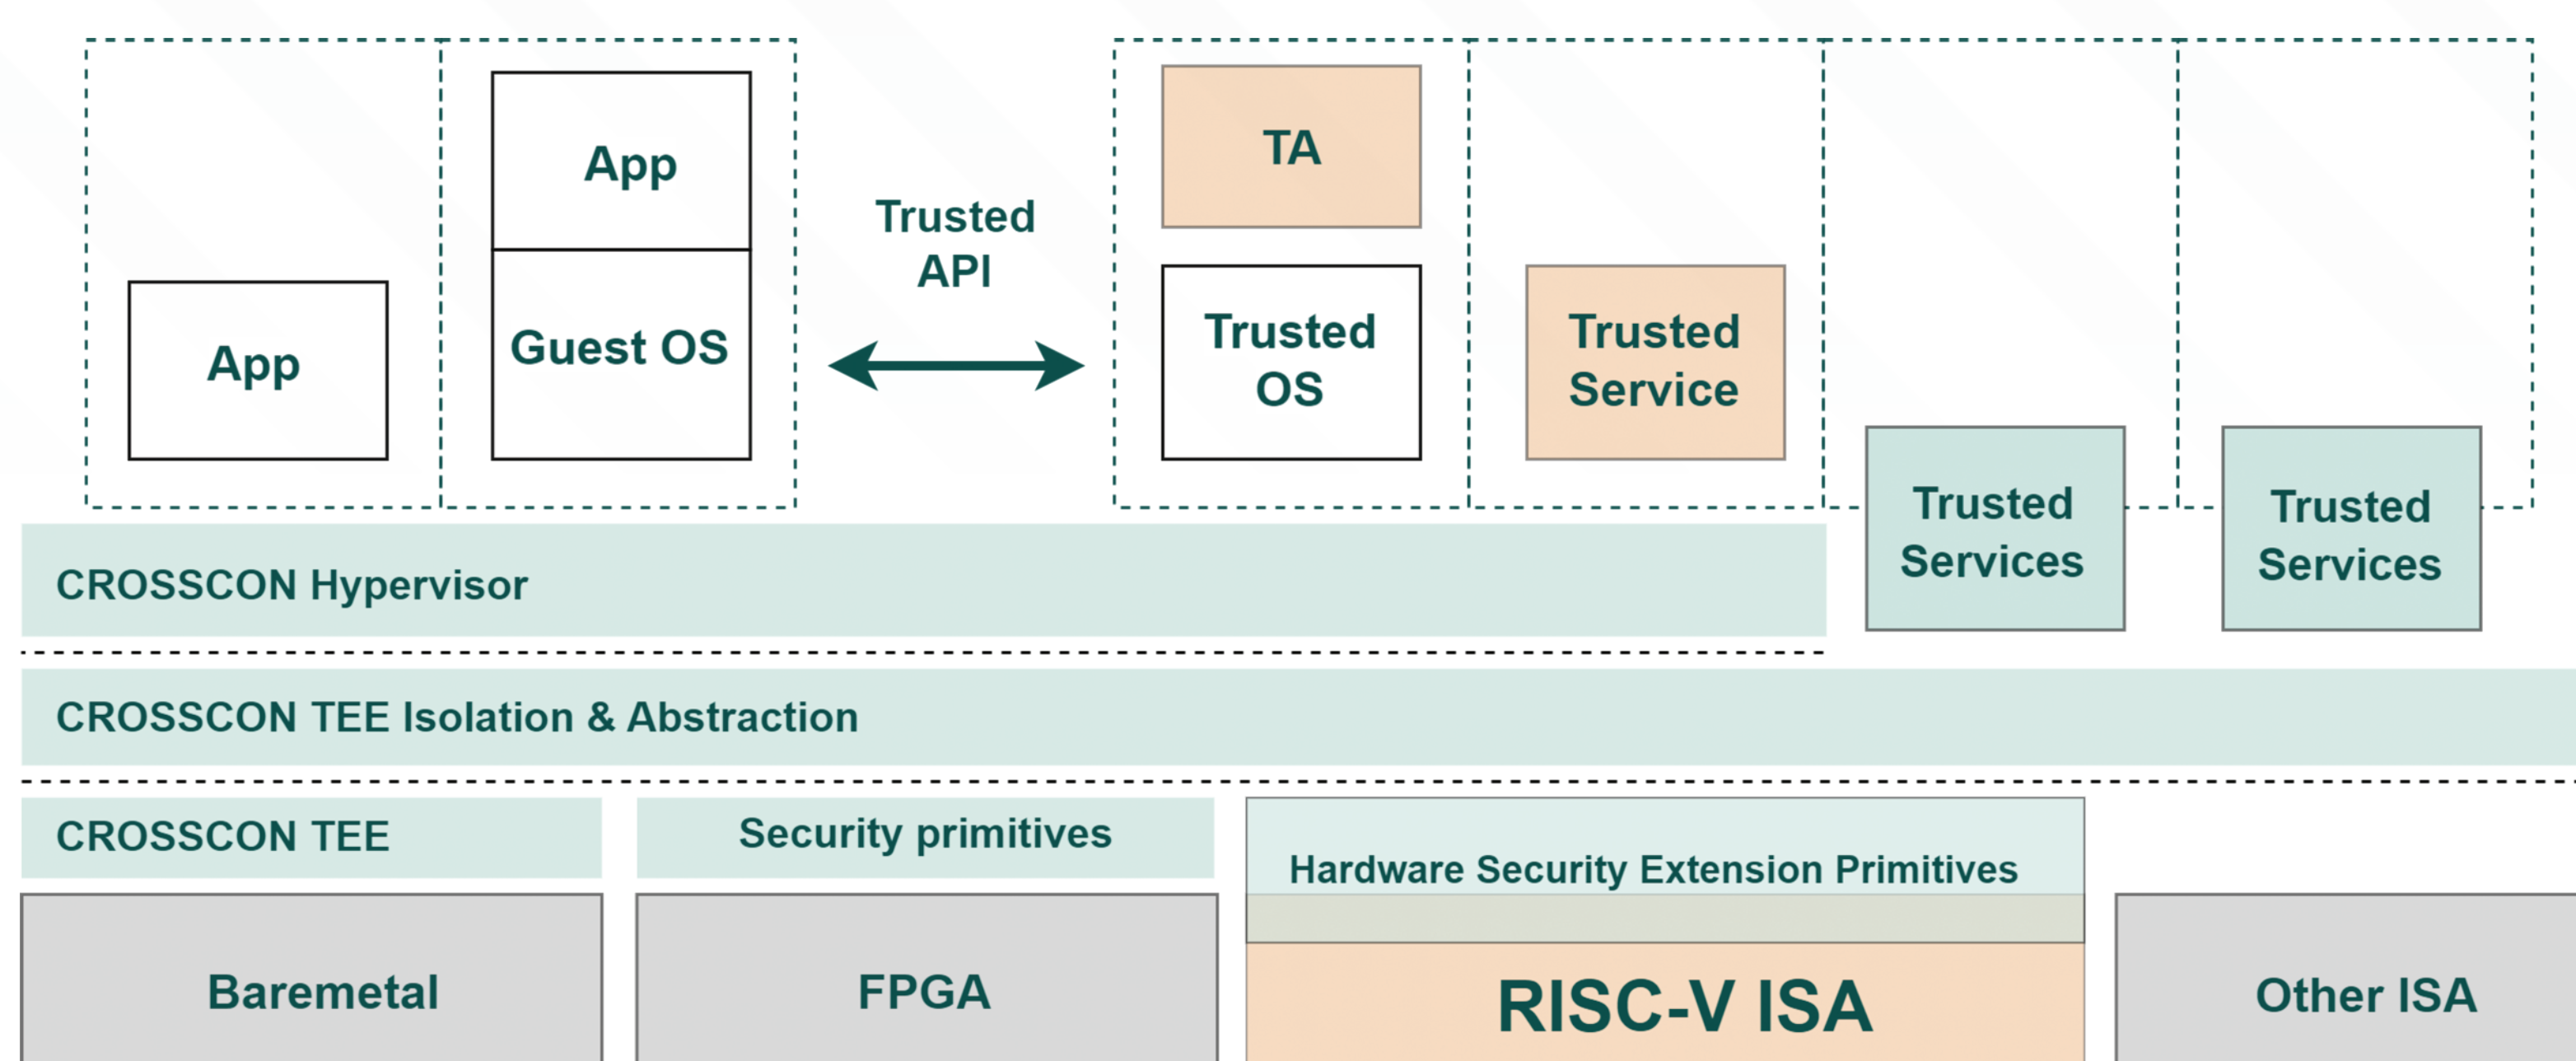 App
App
Guest OS
Trusted
API
TA
Trusted
OS
Trusted
Service
Trusted
Services
Trusted
Services
CROSSCON Hypervisor
CROSSCON TEE Isolation & Abstraction
CROSSCON TEE
Security primitives
Hardware Security Extension Primitives
Baremetal
FPGA
RISC-V ISA
Other ISA